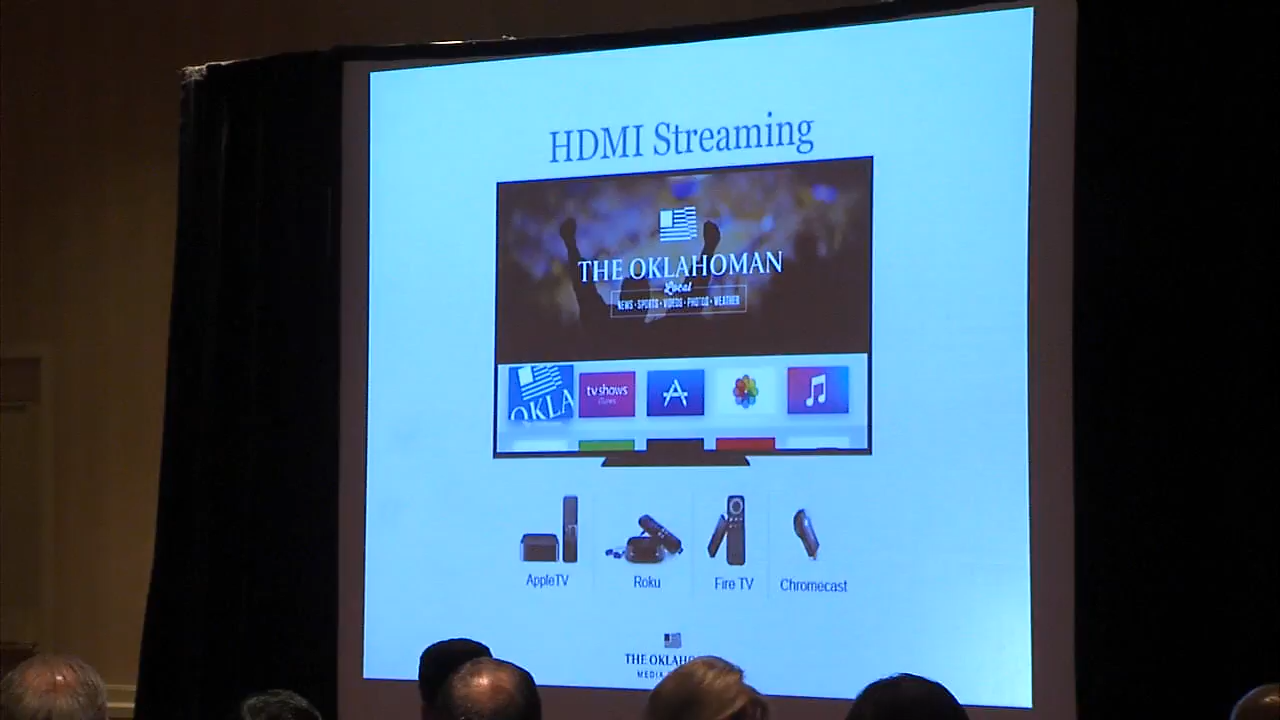 HDMI Streaming
THE OKLAHOMAN
Local
NEWS • SPORTS • VIDEOS • PHOTOS • WEATHER
OKLA
tv shows
iTunes
AppleTV
Roku
Fire TV
Chromecast
THE OKLAHO
MEDIA